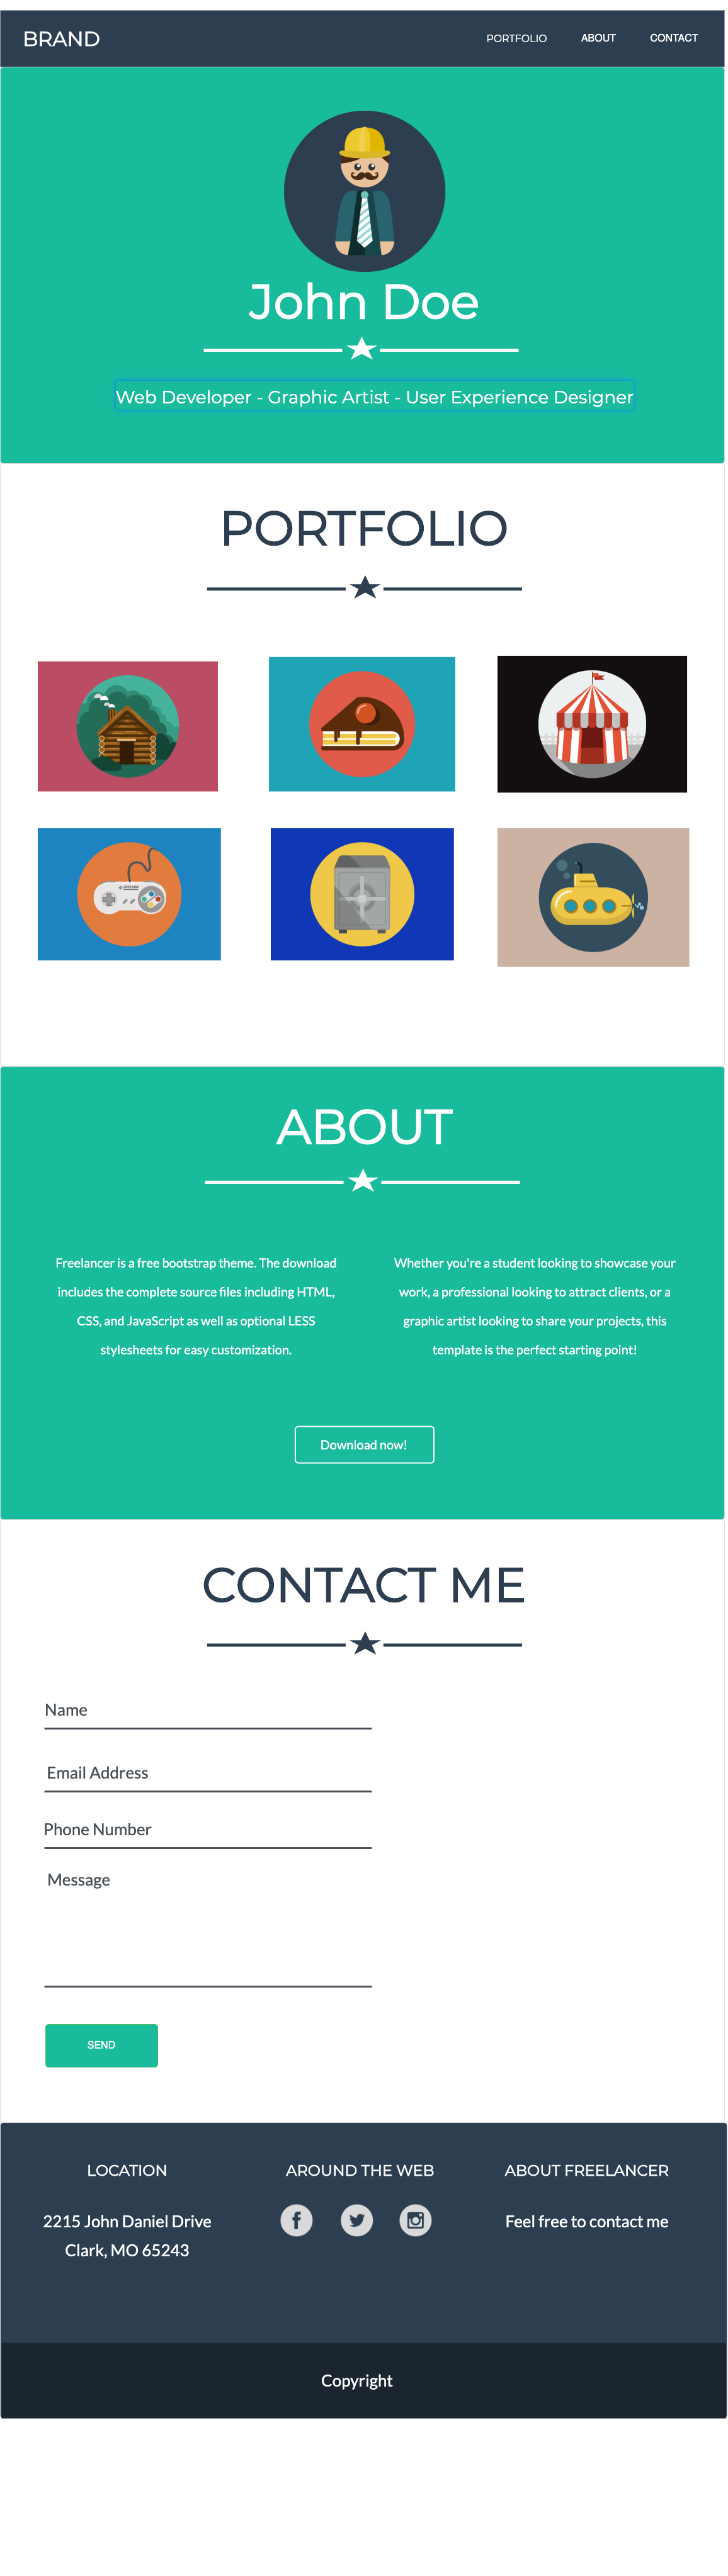 BRAND
PORTFOLIO
ABOUT
CONTACT
John Doe
Web Developer - Graphic Artist - User Experience Designer
PORTFOLIO
ABOUT
Freelancer is a free bootstrap theme. The download
includes the complete source files including HTML,
CSS, and JavaScript as well as optional LESS
stylesheets for easy customization.
Whether you're a student looking to showcase your
work, a professional looking to attract clients, or a
graphic artist looking to share your projects, this
template is the perfect starting point!
Download now!
CONTACT ME
Name
Email Address
Phone Number
Message
SEND
LOCATION
2215 John Daniel Drive
Clark, MO 65243
AROUND THE WEB
ABOUT FREELANCER
Feel free to contact me
Copyright